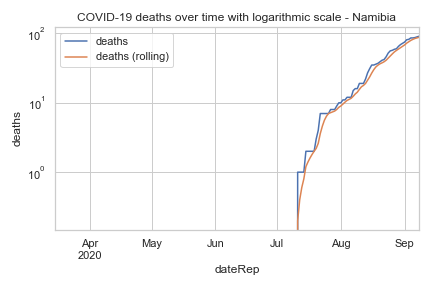 COVID-19 deaths over time with logarithmic scale - Namibia
deaths
deaths (rolling)
10²
10¹
10⁰
deaths
Apr
2020
May
Jun
Jul
Aug
Sep
dateRep